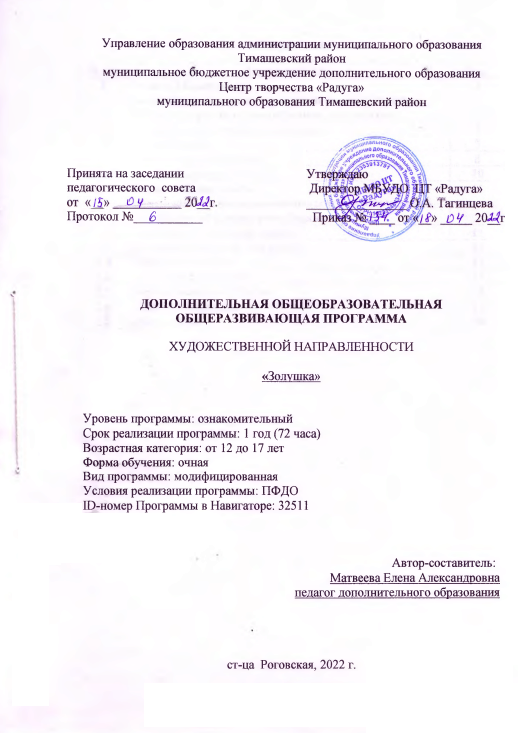 Управление образования администрации муниципального образования
Тимашевский район
муниципальное бюджетное учреждение дополнительного образования
Центр творчества «Радуга»
муниципального образования Тимашевский район
Принята на заседании
педагогического совета
от «15» 04 2022г.
Протокол № 6
Утверждаю
Директор МБУДО ЦТ «Радуга»
О.А. Тагинцева
Приказ № 134. от «18» 04 2022г
ДОПОЛНИТЕЛЬНАЯ ОБЩЕОБРАЗОВАТЕЛЬНАЯ
ОБЩЕРАЗВИВАЮЩАЯ ПРОГРАММА
ХУДОЖЕСТВЕННОЙ НАПРАВЛЕННОСТИ
«Золушка»
Уровень программы: ознакомительный
Срок реализации программы: 1 год (72 часа)
Возрастная категория: от 12 до 17 лет
Форма обучения: очная
Вид программы: модифицированная
Условия реализации программы: ПФДО
ID-номер Программы в Навигаторе: 32511
Автор-составитель:
Матвеева Елена Александровна
педагог дополнительного образования
ст-ца Роговская, 2022 г.